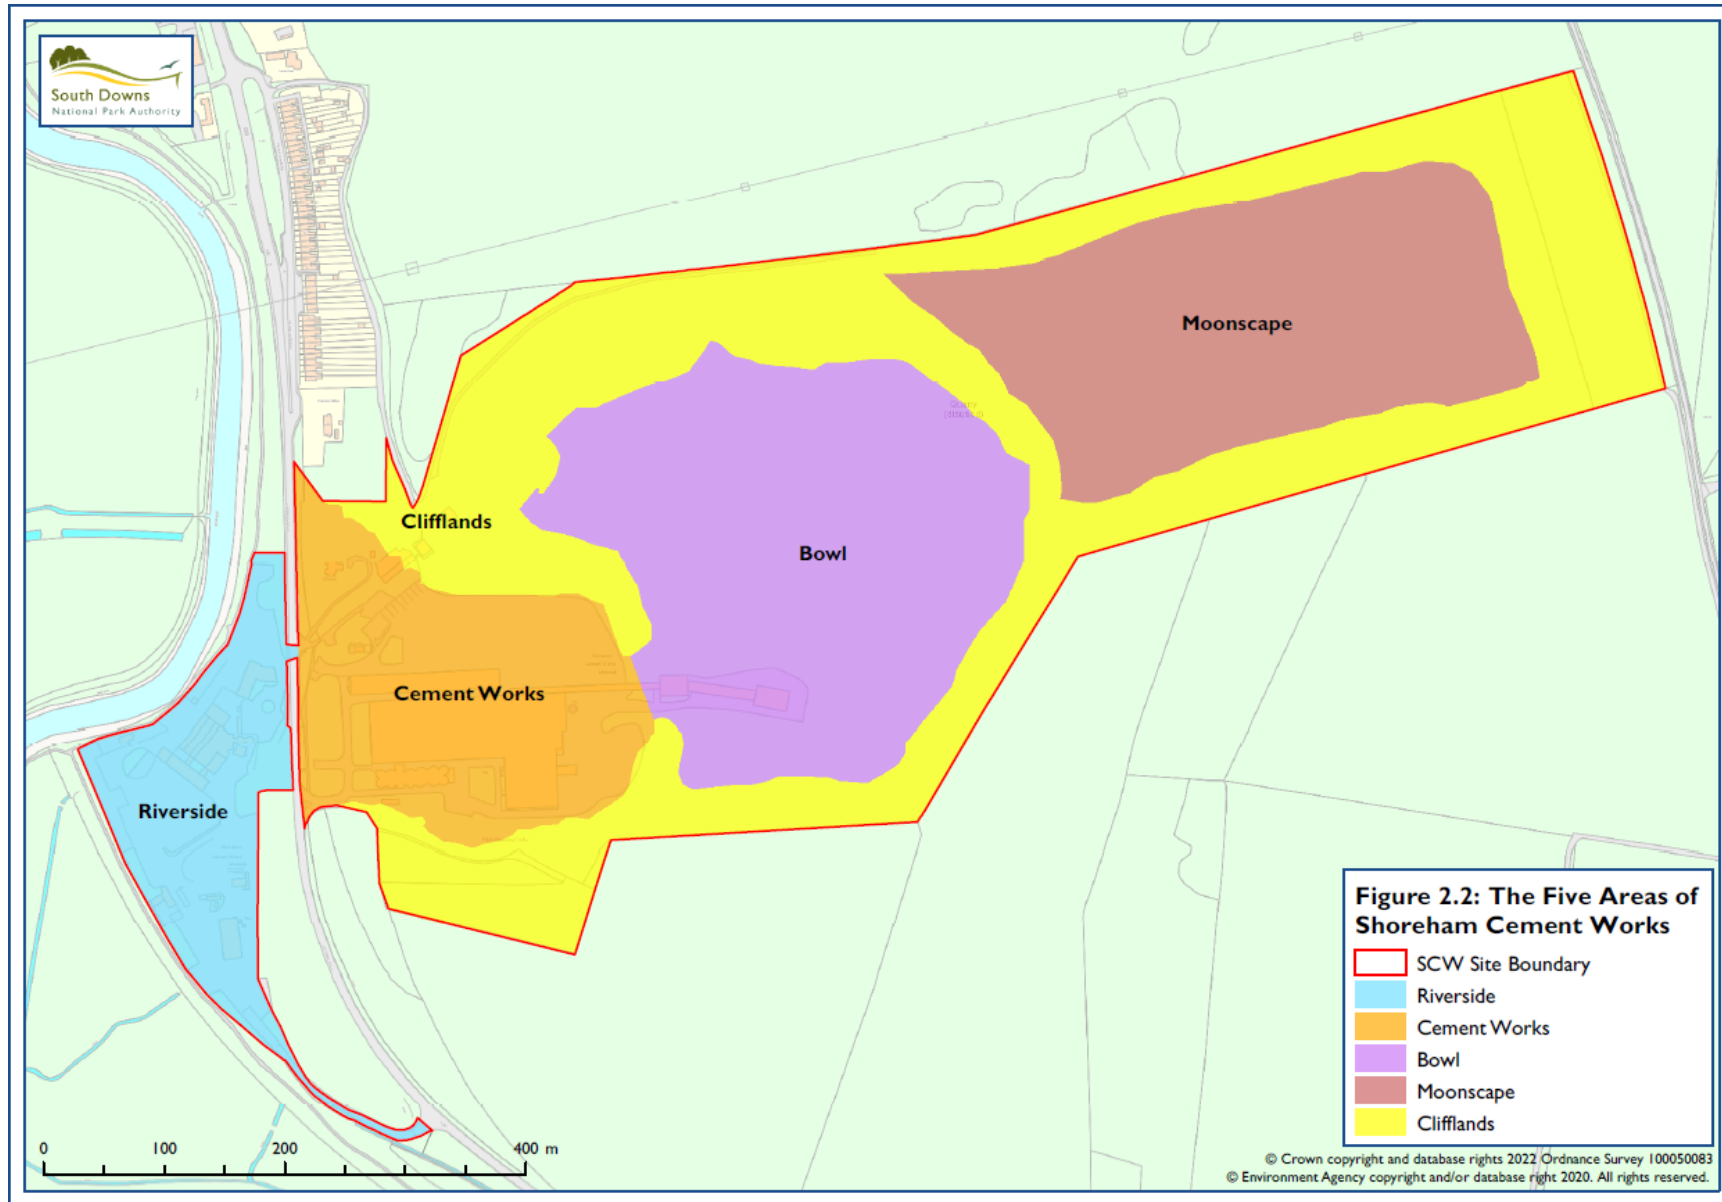 South Downs
National Park Authority
Moonscape
Clifflands
Bowl
Cement Works
Riverside
Figure 2.2: The Five Areas of
Shoreham Cement Works
SCW Site Boundary
Riverside
Cement Works
Bowl
Moonscape
Clifflands
0 100 200 400 m
© Crown copyright and database rights 2022 Ordnance Survey 100050083
© Environment Agency copyright and/or database right 2020. All rights reserved.